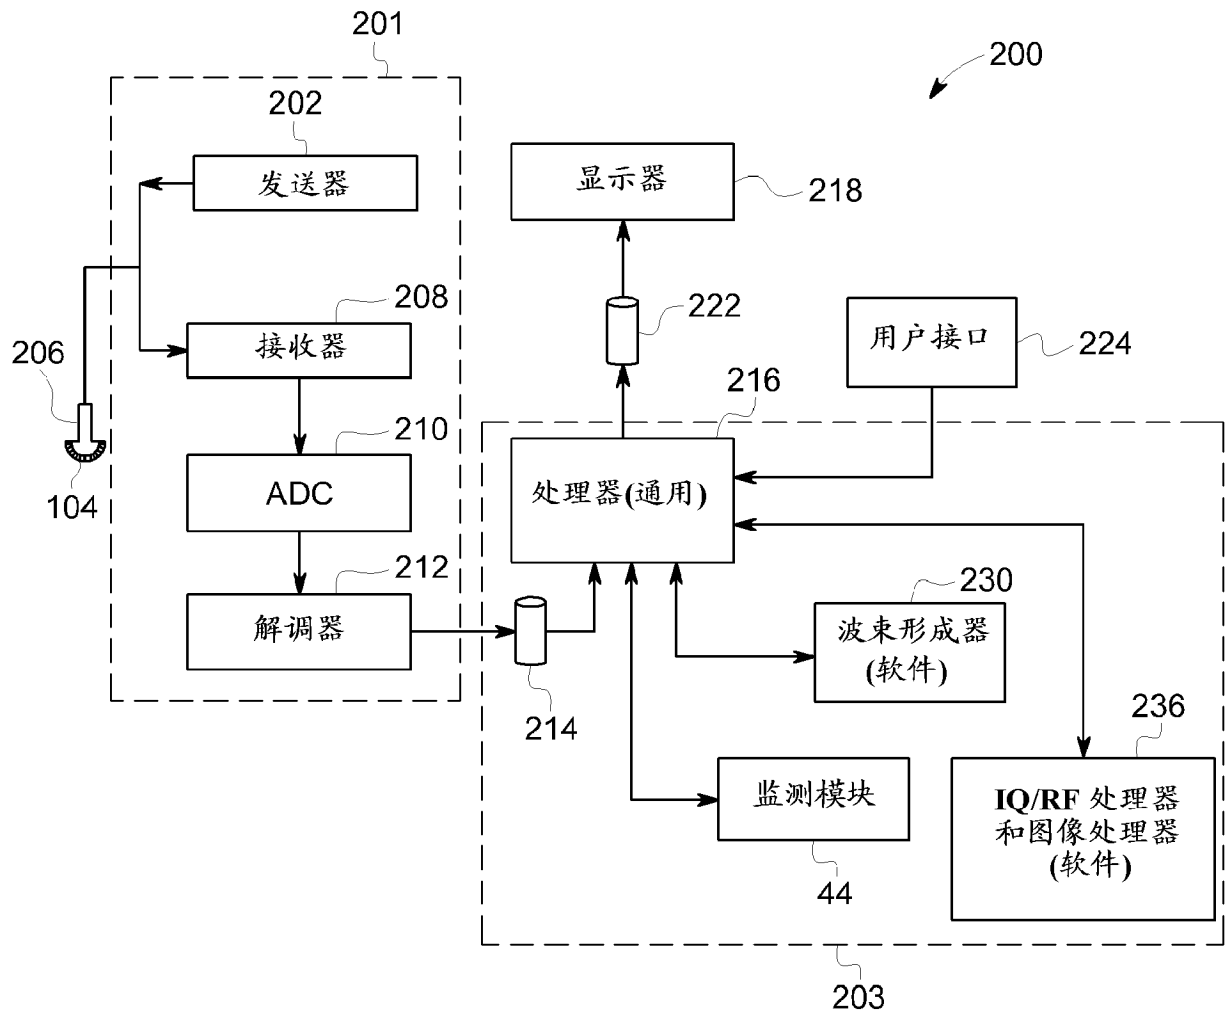 201
200
202
发送器
显示器
218
208
222
接收器
用户接口
224
206
216
210
104
ADC
处理器(通用)
212
230
解调器
波束形成器
(软件)
214
236
监测模块
IQ/RF 处理器
和图像处理器
(软件)
44
203